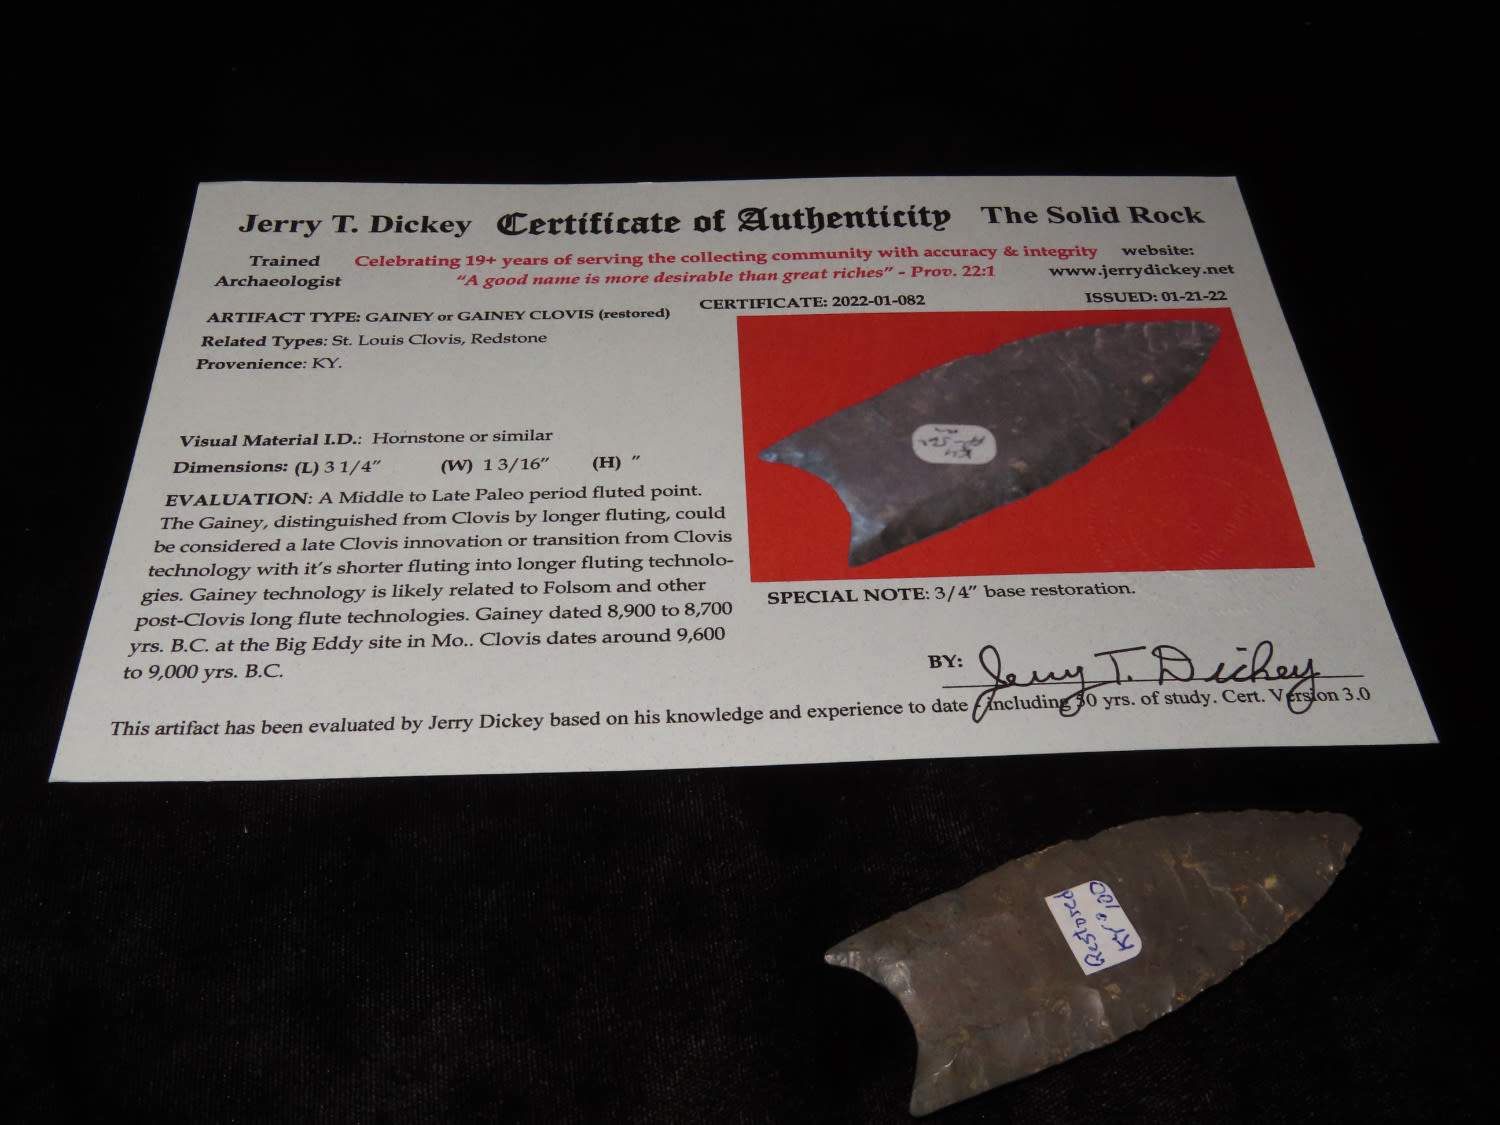 Jerry T. Dickey Certificate of Authenticity The Solid Rock
Trained Archaeologist
Celebrating 19+ years of serving the collecting community with accuracy & integrity
"A good name is more desirable than great riches" - Prov. 22:1
website:
www.jerrydickey.net
CERTIFICATE: 2022-01-082
ISSUED: 01-21-22
ARTIFACT TYPE: GAINEY or GAINEY CLOVIS (restored)
Related Types: St. Louis Clovis, Redstone
Provenience: KY.
Visual Material I.D.: Hornstone or similar
Dimensions: (L) 3 1/4" (W) 1 3/16" (H) "
EVALUATION: A Middle to Late Paleo period fluted point.
The Gainey, distinguished from Clovis by longer fluting, could
be considered a late Clovis innovation or transition from Clovis
technology with it's shorter fluting into longer fluting technolo-
gies. Gainey technology is likely related to Folsom and other
post-Clovis long flute technologies. Gainey dated 8,900 to 8,700
yrs. B.C. at the Big Eddy site in Mo.. Clovis dates around 9,600
to 9,000 yrs. B.C.
SPECIAL NOTE: 3/4" base restoration.
BY: Jerry T. Dickey
This artifact has been evaluated by Jerry Dickey based on his knowledge and experience to date - including 50 yrs. of study. Cert. Version 3.0
Restored
KY
100